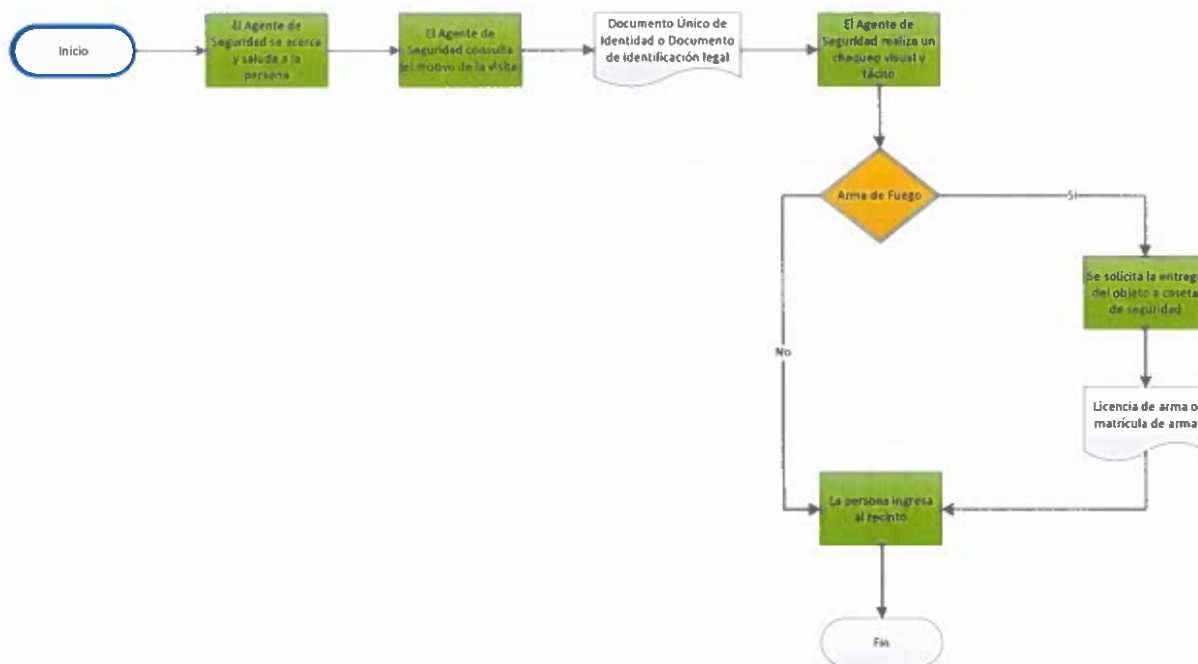 Inicio
El Agente de
Seguridad se acerca
y saluda a la
persona
El Agente de
Seguridad consulta
el motivo de la visita
Documento Único de
Identidad o Documento
de identificación legal
El Agente de
Seguridad realiza un
chequeo visual y
tácito
Arma de Fuego
Si
Se solicita la entrega
del objeto a caseta
de seguridad
No
Licencia de arma o
matrícula de arma
La persona ingresa
al recinto
Fin